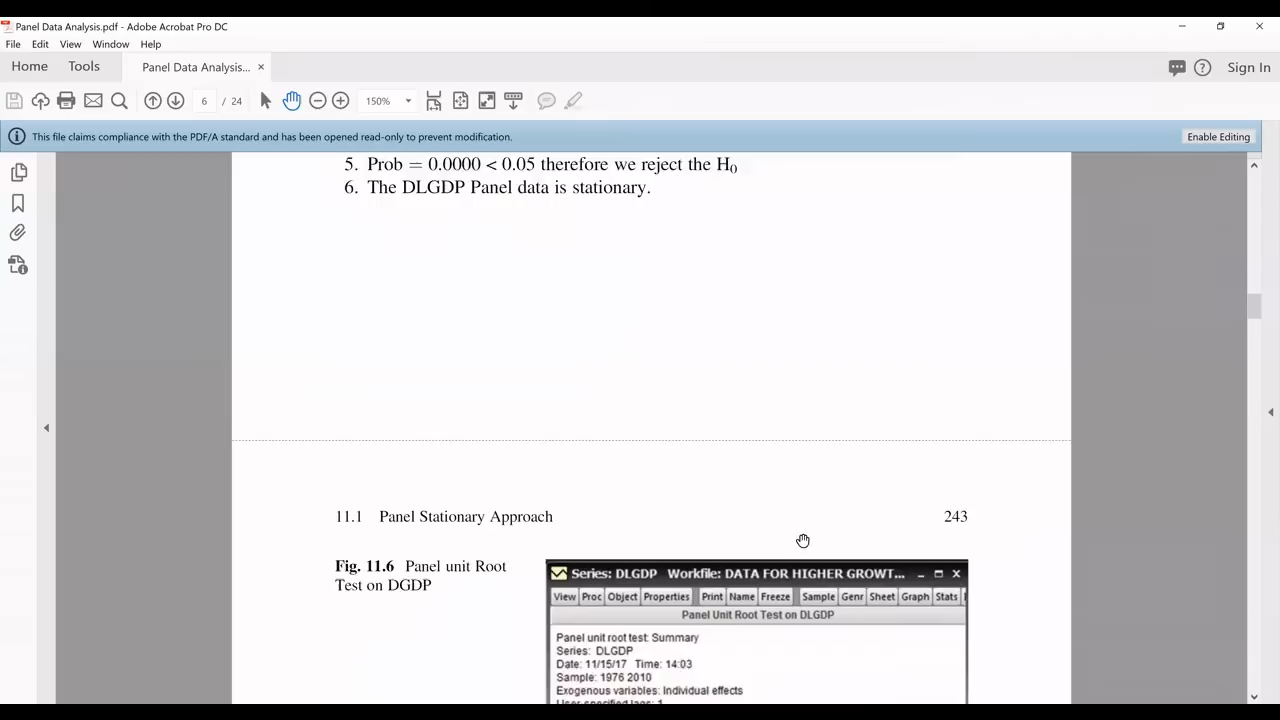 Panel Data Analysis.pdf - Adobe Acrobat Pro DC
File Edit View Window Help
Home Tools Panel Data Analysis... × Sign In
6 / 24 150%
This file claims compliance with the PDF/A standard and has been opened read-only to prevent modification. Enable Editing
5. Prob = 0.0000 < 0.05 therefore we reject the H₀
6. The DLGDP Panel data is stationary.
11.1 Panel Stationary Approach 243
Fig. 11.6 Panel unit Root
Test on DGDP
Series: DLGDP Workfile: DATA FOR HIGHER GROWT...
View Proc Object Properties Print Name Freeze Sample Genr Sheet Graph Stats
Panel Unit Root Test on DLGDP
Panel unit root test: Summary
Series: DLGDP
Date: 11/15/17 Time: 14:03
Sample: 1976 2010
Exogenous variables: Individual effects
User-specified lags: 1